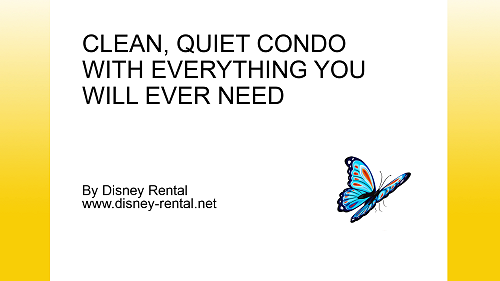 CLEAN, QUIET CONDO
WITH EVERYTHING YOU
WILL EVER NEED
By Disney Rental
www.disney-rental.net